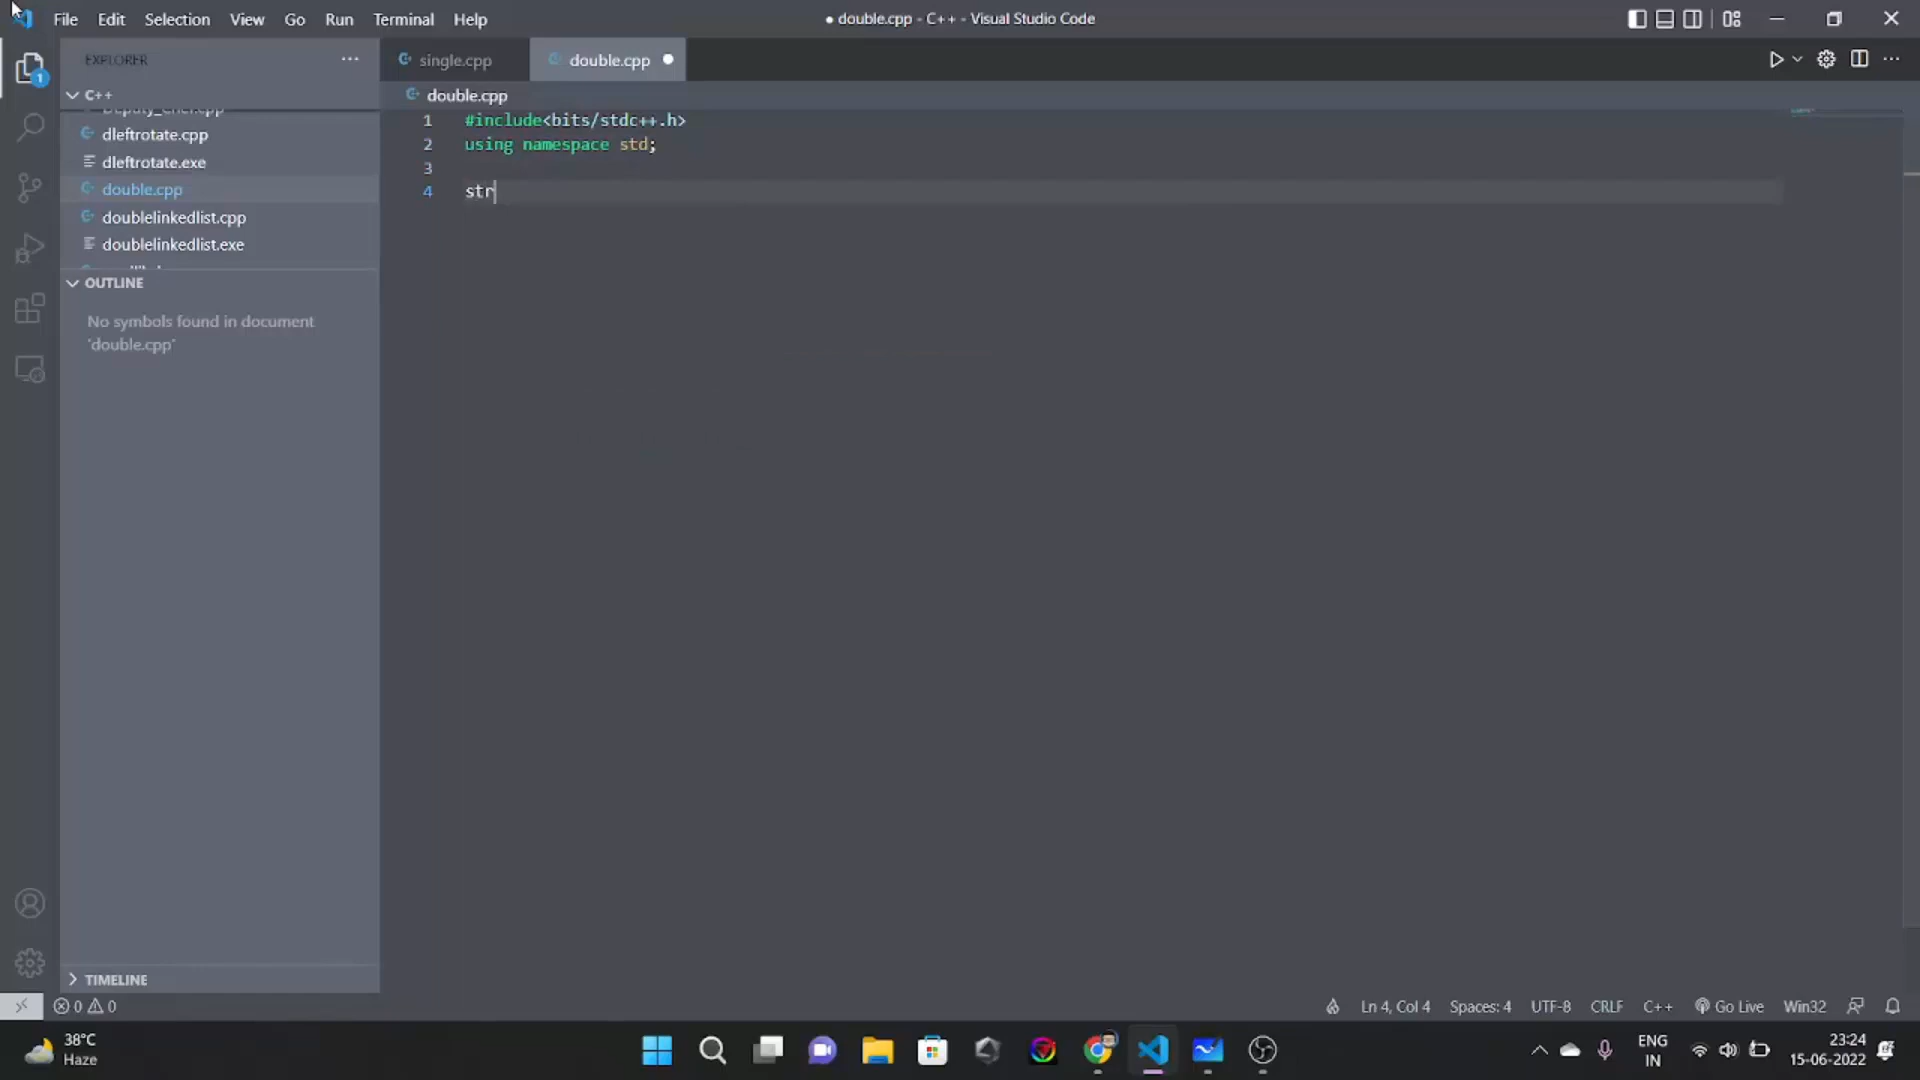 File Edit Selection View Go Run Terminal Help
● double.cpp - C++ - Visual Studio Code
EXPLORER
single.cpp
double.cpp
C++
double.cpp
Deputy_Chef.cpp
dleftrotate.cpp
dleftrotate.exe
double.cpp
doublelinkedlist.cpp
doublelinkedlist.exe
1 #include<bits/stdc++.h>
2 using namespace std;
3
4 str
OUTLINE
No symbols found in document
'double.cpp'
TIMELINE
0 0
Ln 4, Col 4 Spaces: 4 UTF-8 CRLF C++ Go Live Win32
38°C
Haze
ENG
IN
23:24
15-06-2022
1